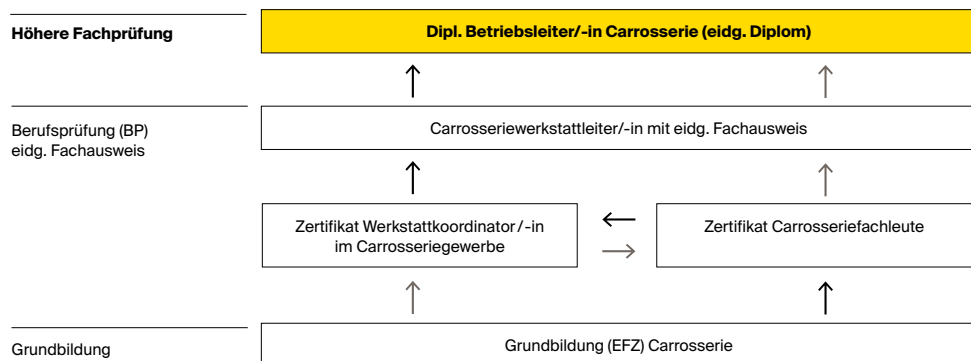 Höhere Fachprüfung
Dipl. Betriebsleiter/-in Carrosserie (eidg. Diplom)
Berufsprüfung (BP)
eidg. Fachausweis
Carrosseriewerkstattleiter/-in mit eidg. Fachausweis
Zertifikat Werkstattkoordinator/-in
im Carrosseriegewerbe
Zertifikat Carrosseriefachleute
Grundbildung
Grundbildung (EFZ) Carrosserie